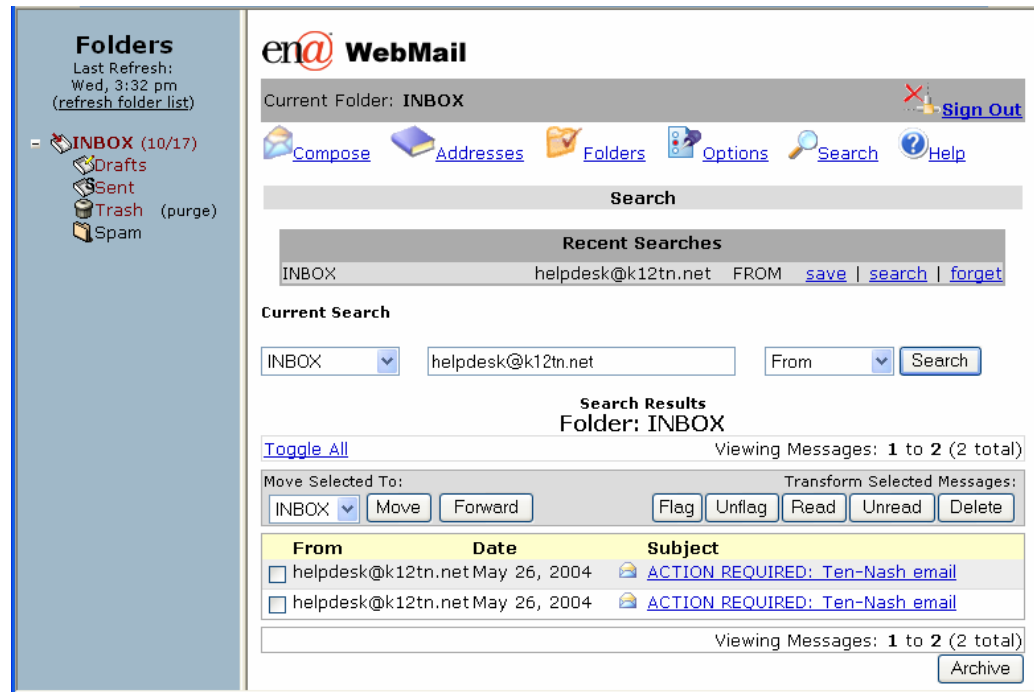 Folders
Last Refresh:
Wed, 3:32 pm
(refresh folder list)
INBOX (10/17)
Drafts
Sent
Trash (purge)
Spam
ena WebMail
Current Folder: INBOX Sign Out
Compose Addresses Folders Options Search Help
Search
Recent Searches
INBOX helpdesk@k12tn.net FROM save | search | forget
Current Search
INBOX helpdesk@k12tn.net From Search
Search Results
Folder: INBOX
Toggle All Viewing Messages: 1 to 2 (2 total)
Move Selected To: Transform Selected Messages:
INBOX Move Forward Flag Unflag Read Unread Delete
From Date Subject
helpdesk@k12tn.net May 26, 2004 ACTION REQUIRED: Ten-Nash email
helpdesk@k12tn.net May 26, 2004 ACTION REQUIRED: Ten-Nash email
Viewing Messages: 1 to 2 (2 total)
Archive